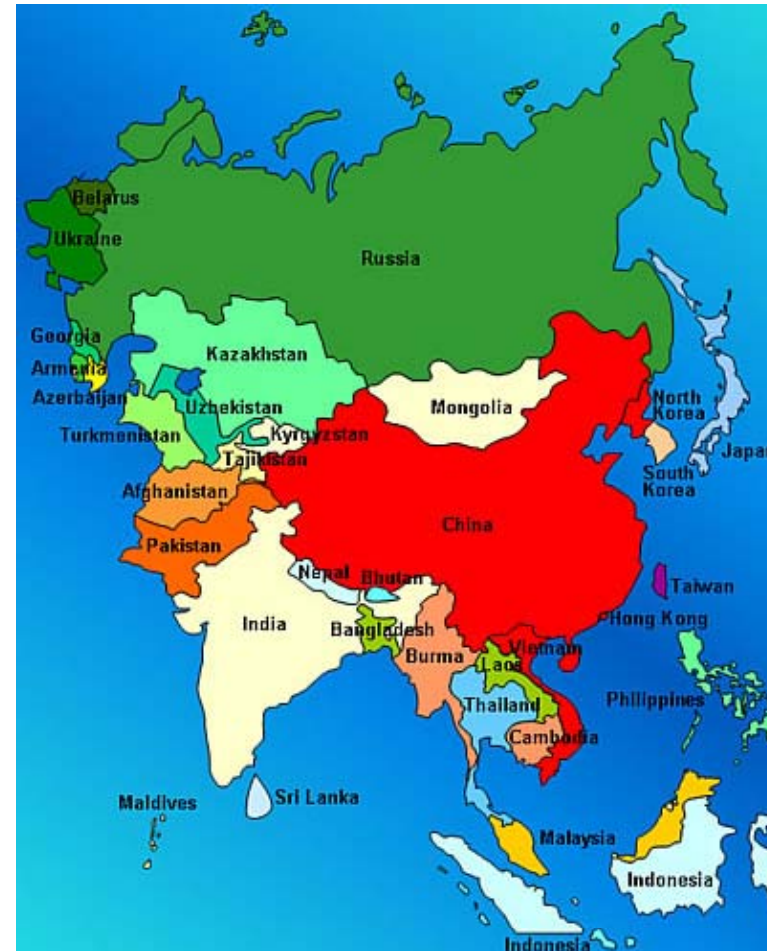 Belarus
Ukraine
Russia
Georgia
Kazakhstan
Armenia
Azerbaijan
Uzbekistan
Mongolia
North
Korea
Turkmenistan
Kyrgyzstan
Japan
Tajikistan
South
Korea
Afghanistan
China
Pakistan
Nepal
Bhutan
Taiwan
India
Bangladesh
Hong Kong
Burma
Vietnam
Laos
Thailand
Philippines
Cambodia
Maldives
Sri Lanka
Malaysia
Indonesia
Indonesia